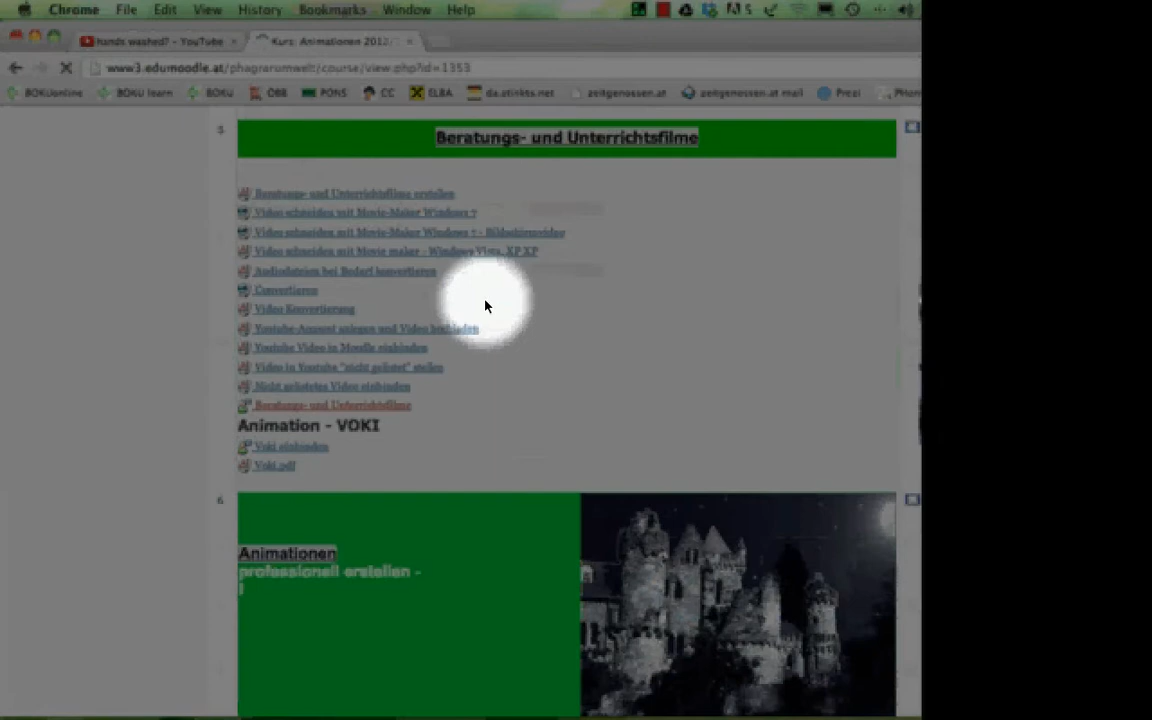 Chrome File Edit View History Bookmarks Window Help
hands washed? - YouTube
Kurs: Animationen 2012/
www3.edumoodle.at/phagrarumwelt/course/view.php?id=1353
BOKUonline BOKU learn BOKU ÖBB PONS CC ELBA da.stinkts.net zeitgenossen.at zeitgenossen.at mail Prezi
5
Beratungs- und Unterrichtsfilme
Beratungs- und Unterrichtsfilme erstellen
Video schneiden mit Movie-Maker Windows 7
Video schneiden mit Movie-Maker Windows 7 - Bildschirmvideo
Video schneiden mit Movie maker - Windows Vista, XP XP
Audiodateien bei Bedarf konvertieren
Convertieren
Video Konvertierung
Youtube-Account anlegen und Video hochladen
Youtube Video in Moodle einbinden
Video in Youtube "nicht gelistet" stellen
Nicht gelistetes Video einbinden
Beratungs- und Unterrichtsfilme
Animation - VOKI
Voki einbinden
Voki.pdf
6
Animationen
professionell erstellen -
I